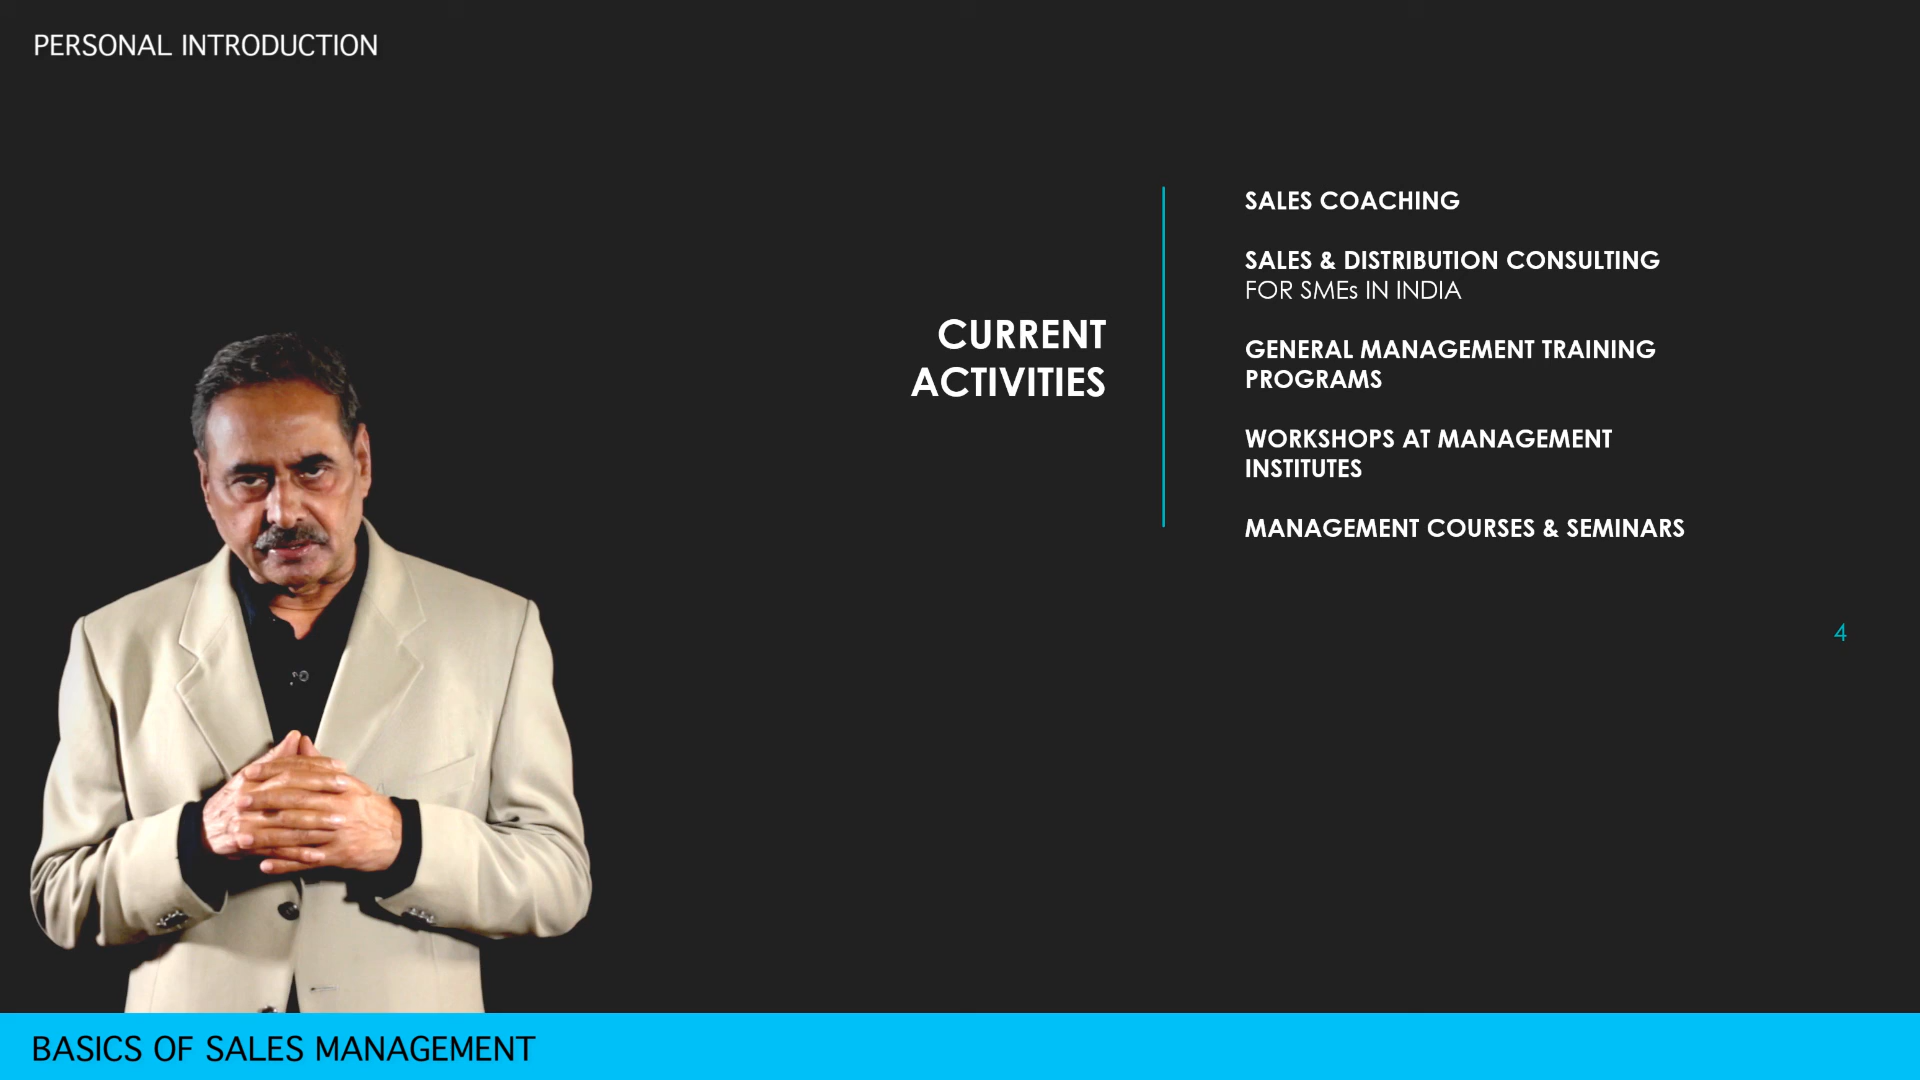 PERSONAL INTRODUCTION
CURRENT
ACTIVITIES
SALES COACHING
SALES & DISTRIBUTION CONSULTING
FOR SMEs IN INDIA
GENERAL MANAGEMENT TRAINING
PROGRAMS
WORKSHOPS AT MANAGEMENT
INSTITUTES
MANAGEMENT COURSES & SEMINARS
4
BASICS OF SALES MANAGEMENT